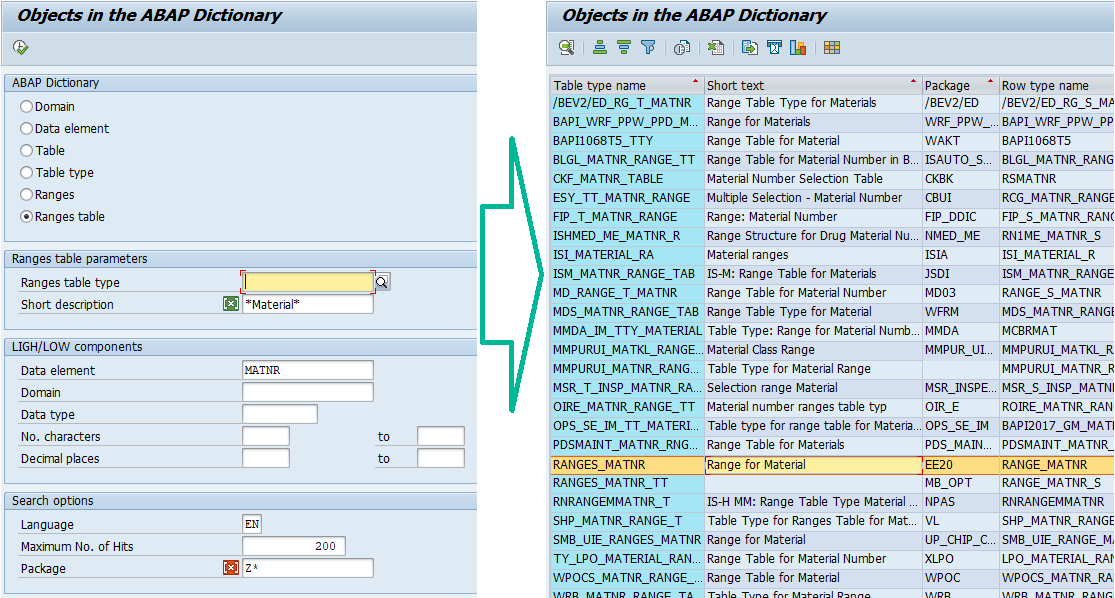 Objects in the ABAP Dictionary
ABAP Dictionary
Domain
Data element
Table
Table type
Ranges
Ranges table
Ranges table parameters
Ranges table type
Short description *Material*
LIGH/LOW components
Data element MATNR
Domain
Data type
No. characters to
Decimal places to
Search options
Language EN
Maximum No. of Hits 200
Package Z*
Objects in the ABAP Dictionary
Table type name Short text Package Row type name
/BEV2/ED_RG_T_MATNR Range Table Type for Materials /BEV2/ED /BEV2/ED_RG_S_MA
BAPI_WRF_PPW_PPD_M... Range for Materials WRF_PPW_... BAPI_WRF_PPW_PP
BAPI1068T5_TTY Range Table for Material WAKT BAPI1068T5
BLGL_MATNR_RANGE_TT Range Table for Material Number in B... ISAUTO_S... BLGL_MATNR_RANG
CKF_MATNR_TABLE Material Number Selection Table CKBK RSMATNR
ESY_TT_MATNR_RANGE Multiple Selection - Material Number CBUI RCG_MATNR_RANGE
FIP_T_MATNR_RANGE Range: Material Number FIP_DDIC FIP_S_MATNR_RANG
ISHMED_ME_MATNR_R Range Structure for Drug Material Nu... NMED_ME RN1ME_MATNR_S
ISI_MATERIAL_RA Material ranges ISIA ISI_MATERIAL_R
ISM_MATNR_RANGE_TAB IS-M: Range Table for Materials JSDI ISM_MATNR_RANGE
MD_RANGE_T_MATNR Range Table for Material Number MD03 RANGE_S_MATNR
MDS_MATNR_RANGE_TAB Range Table Type for Material WFRM MDS_MATNR_RANGE
MMDA_IM_TTY_MATERIAL Table Type: Range for Material Numb... MMDA MCBRMAT
MMPURUI_MATKL_RANGE... Material Class Range MMPUR_UI... MMPURUI_MATKL_R
MMPURUI_MATNR_RANG... Table Type for Material Range MMPURUI_MATNR_R
MSR_T_INSP_MATNR_RA... Selection range Material MSR_INSPE... MSR_S_INSP_MATN
OIRE_MATNR_RANGE_TT Material number ranges table typ OIR_E ROIRE_MATNR_RAN
OPS_SE_IM_TT_MATERI... Table type for range table for Materia... OPS_SE_IM BAPI2017_GM_MAT
PDSMAINT_MATNR_RNG... Range Table for Materials PDS_MAIN... PDSMAINT_MATNR_
RANGES_MATNR Range for Material EE20 RANGE_MATNR
RANGES_MATNR_TT MB_OPT RANGE_MATNR_S
RNRANGEMMATNR_T IS-H MM: Range Table Type Material ... NPAS RNRANGEMMATNR
SHP_MATNR_RANGE_T Table Type for Ranges Table for Mat... VL SHP_MATNR_RANGE
SMB_UIE_RANGES_MATNR Range for Material UP_CHIP_C... SMB_UIE_RANGE_M
TY_LPO_MATERIAL_RAN... Range Table for Material Number XLPO LPO_MATERIAL_RAN
WPOCS_MATNR_RANGE_... Range Table for Material WPOC WPOCS_MATNR_RAN
WRB_MATNR_RANGE_TA... Table Type for Material Range WRB WRB_MATNR_RANG